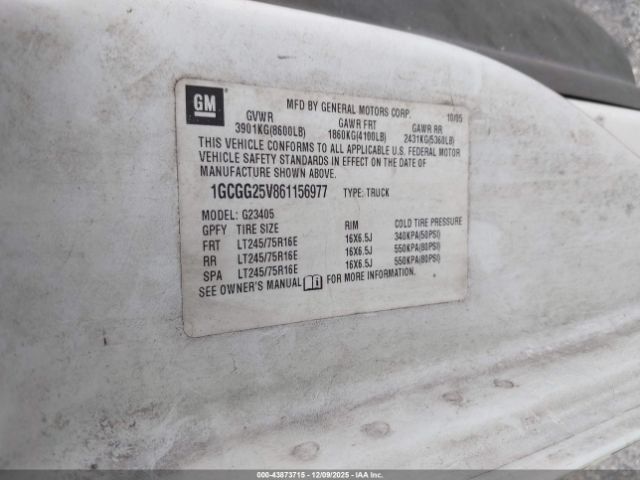 GM
MFD BY GENERAL MOTORS CORP. 10/05
GVWR GAWR FRT GAWR RR
3901KG(8600LB) 1860KG(4100LB) 2431KG(5360LB)
THIS VEHICLE CONFORMS TO ALL APPLICABLE U.S. FEDERAL MOTOR
VEHICLE SAFETY STANDARDS IN EFFECT ON THE DATE OF
MANUFACTURE SHOWN ABOVE.
1GCGG25V861156977 TYPE: TRUCK
MODEL: G23405
GPFY TIRE SIZE RIM COLD TIRE PRESSURE
FRT LT245/75R16E 16X6.5J 340KPA(50PSI)
RR LT245/75R16E 16X6.5J 550KPA(80PSI)
SPA LT245/75R16E 16X6.5J 550KPA(80PSI)
SEE OWNER'S MANUAL FOR MORE INFORMATION.
000-43873715 - 12/09/2025 - IAAI.COM